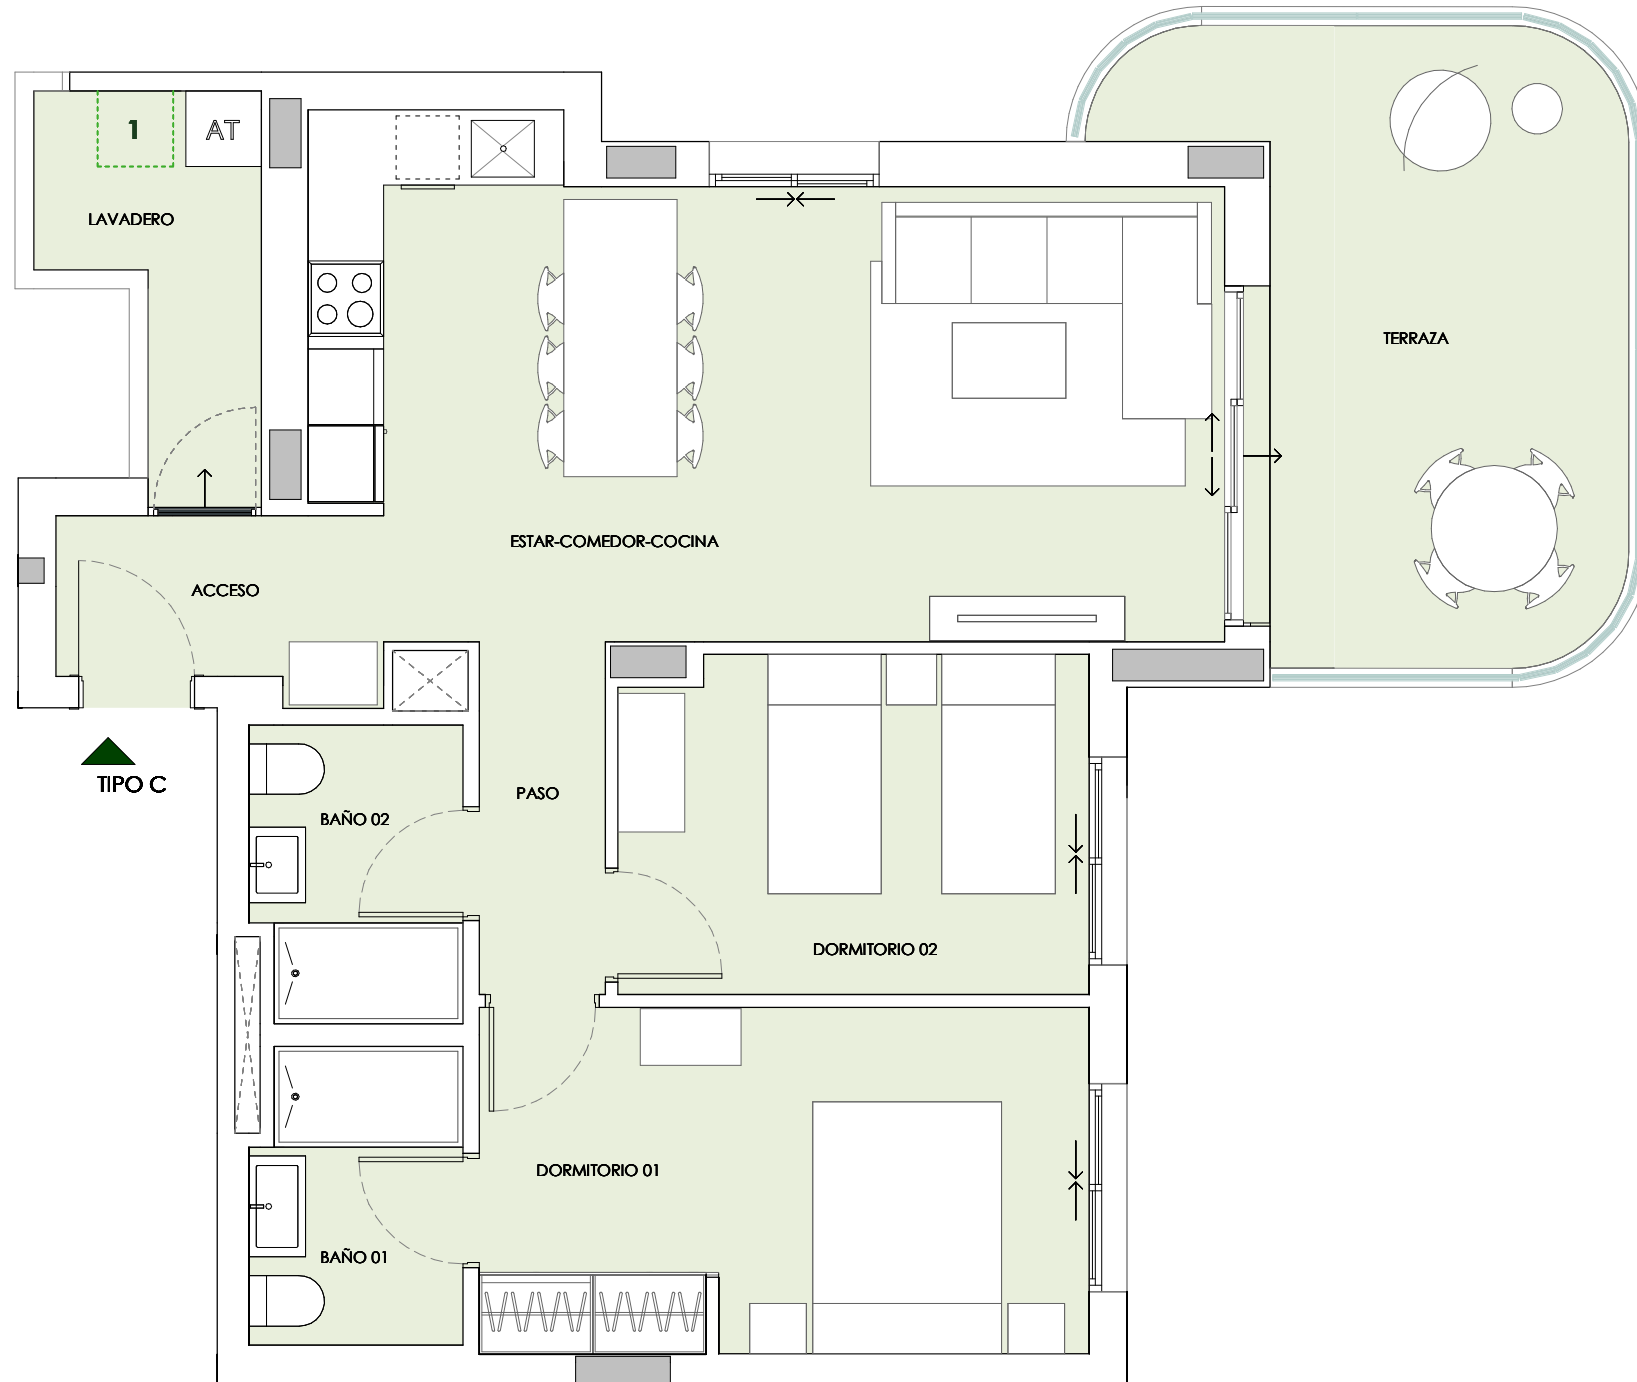 1
AT
LAVADERO
TERRAZA
ESTAR-COMEDOR-COCINA
ACCESO
TIPO C
PASO
BAÑO 02
DORMITORIO 02
DORMITORIO 01
BAÑO 01